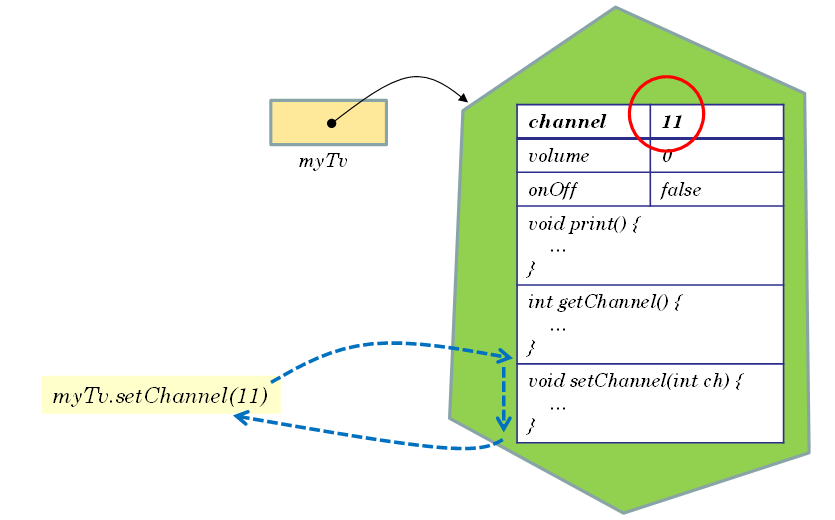 channel 11
myTv
volume 0
onOff false
void print() {
...
}
int getChannel() {
...
}
void setChannel(int ch) {
...
}
myTv.setChannel(11)